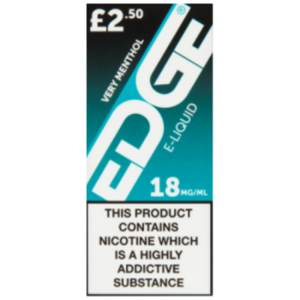 £2.50
VERY MENTHOL
EDGE
E-LIQUID
18 MG/ML
THIS PRODUCT
CONTAINS
NICOTINE WHICH
IS A HIGHLY
ADDICTIVE
SUBSTANCE